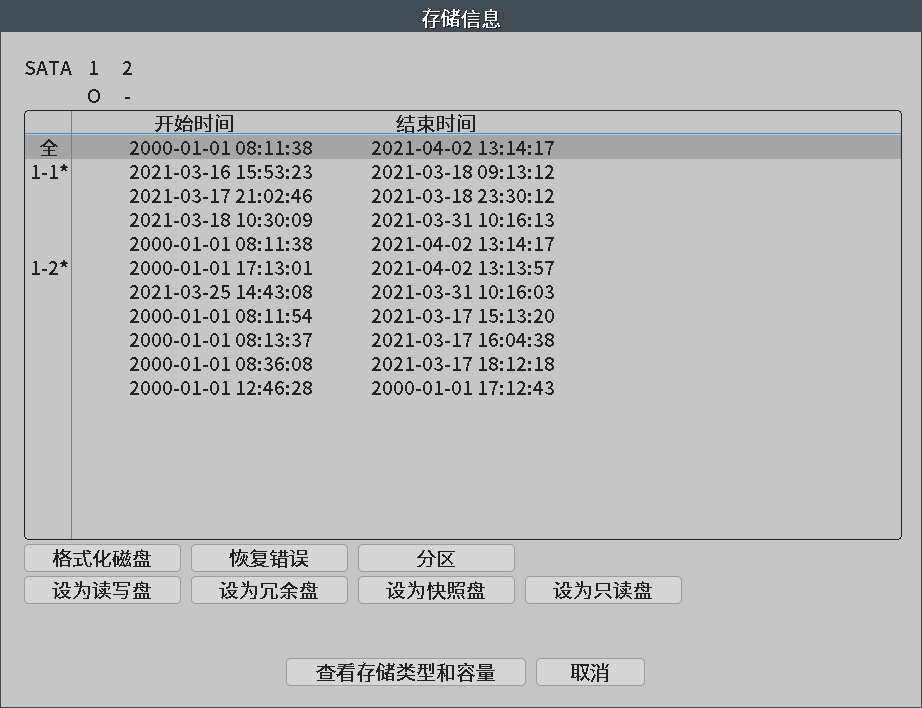 存储信息
SATA 1 2
O -
开始时间 结束时间
全 2000-01-01 08:11:38 2021-04-02 13:14:17
1-1* 2021-03-16 15:53:23 2021-03-18 09:13:12
2021-03-17 21:02:46 2021-03-18 23:30:12
2021-03-18 10:30:09 2021-03-31 10:16:13
2000-01-01 08:11:38 2021-04-02 13:14:17
1-2* 2000-01-01 17:13:01 2021-04-02 13:13:57
2021-03-25 14:43:08 2021-03-31 10:16:03
2000-01-01 08:11:54 2021-03-17 15:13:20
2000-01-01 08:13:37 2021-03-17 16:04:38
2000-01-01 08:36:08 2021-03-17 18:12:18
2000-01-01 12:46:28 2000-01-01 17:12:43
格式化磁盘 恢复错误 分区
设为读写盘 设为冗余盘 设为快照盘 设为只读盘
查看存储类型和容量 取消